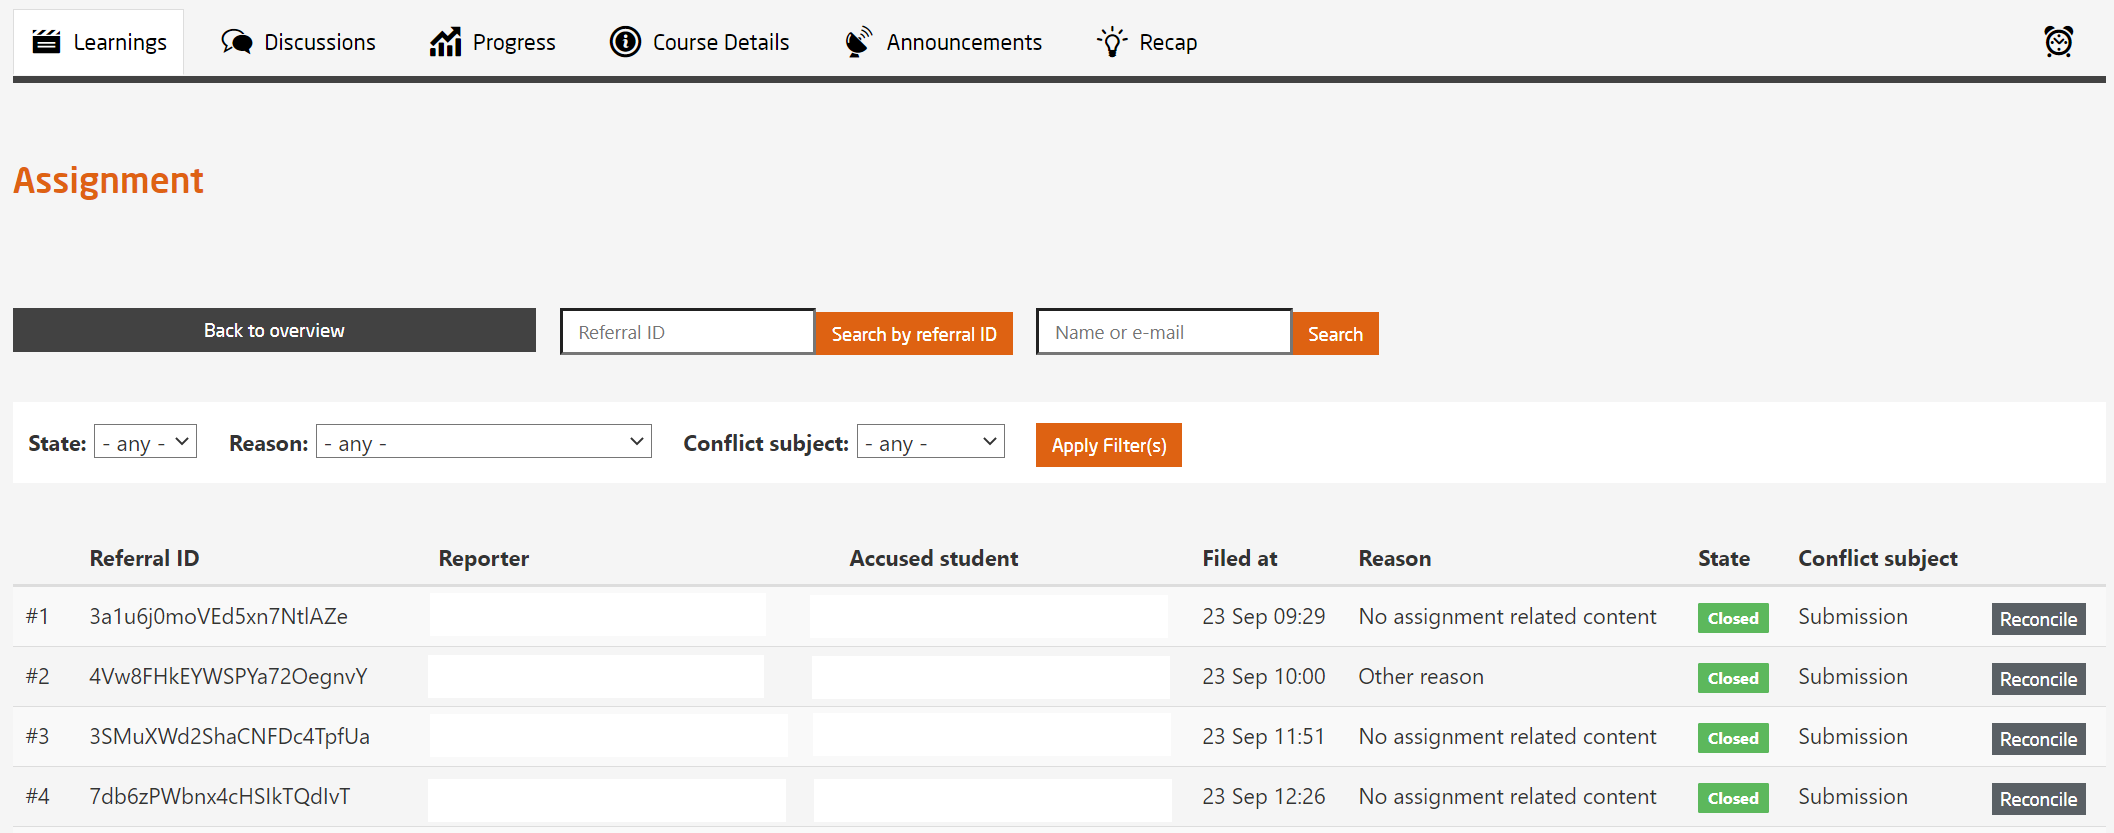 Learnings Discussions Progress Course Details Announcements Recap
Assignment
Back to overview Referral ID Search by referral ID Name or e-mail Search
State: - any - Reason: - any - Conflict subject: - any - Apply Filter(s)
Referral ID Reporter Accused student Filed at Reason State Conflict subject
#1 3a1u6j0moVEd5xn7NtlAZe 23 Sep 09:29 No assignment related content Closed Submission Reconcile
#2 4Vw8FHkEYWSPYa72OegnvY 23 Sep 10:00 Other reason Closed Submission Reconcile
#3 3SMuXWd2ShaCNFDc4TpfUa 23 Sep 11:51 No assignment related content Closed Submission Reconcile
#4 7db6zPWbnx4cHSIkTQdIvT 23 Sep 12:26 No assignment related content Closed Submission Reconcile